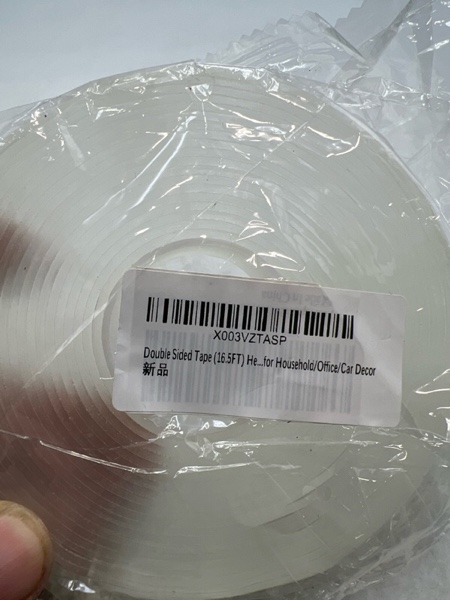 X003VZTASP
Double Sided Tape (16.5FT) He...for Household/Office/Car Decor
新品